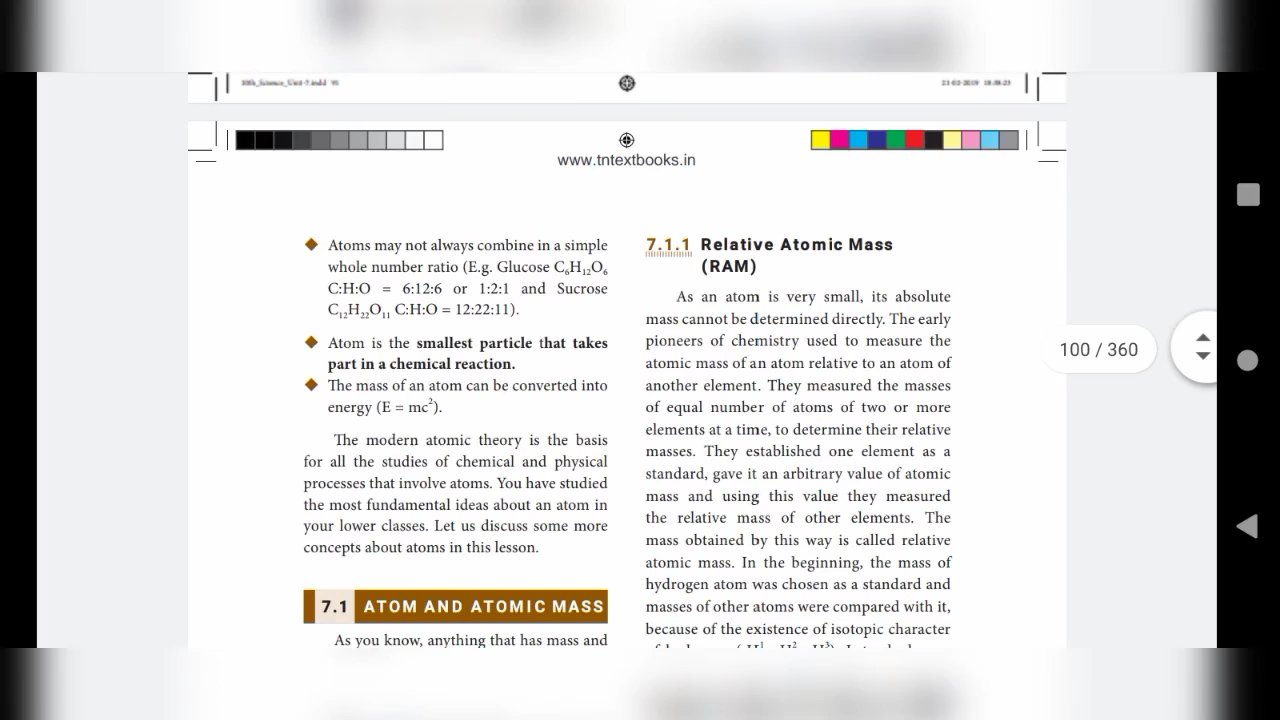 10th_Science_Unit-7.indd
21-02-2019
www.tntextbooks.in
Atoms may not always combine in a simple
whole number ratio (E.g. Glucose C₆H₁₂O₆
C:H:O = 6:12:6 or 1:2:1 and Sucrose
C₁₂H₂₂O₁₁ C:H:O = 12:22:11).
Atom is the smallest particle that takes
part in a chemical reaction.
The mass of an atom can be converted into
energy (E = mc²).
The modern atomic theory is the basis
for all the studies of chemical and physical
processes that involve atoms. You have studied
the most fundamental ideas about an atom in
your lower classes. Let us discuss some more
concepts about atoms in this lesson.
7.1 ATOM AND ATOMIC MASS
As you know, anything that has mass and
7.1.1 Relative Atomic Mass
(RAM)
As an atom is very small, its absolute
mass cannot be determined directly. The early
pioneers of chemistry used to measure the
atomic mass of an atom relative to an atom of
another element. They measured the masses
of equal number of atoms of two or more
elements at a time, to determine their relative
masses. They established one element as a
standard, gave it an arbitrary value of atomic
mass and using this value they measured
the relative mass of other elements. The
mass obtained by this way is called relative
atomic mass. In the beginning, the mass of
hydrogen atom was chosen as a standard and
masses of other atoms were compared with it,
because of the existence of isotopic character
100 / 360